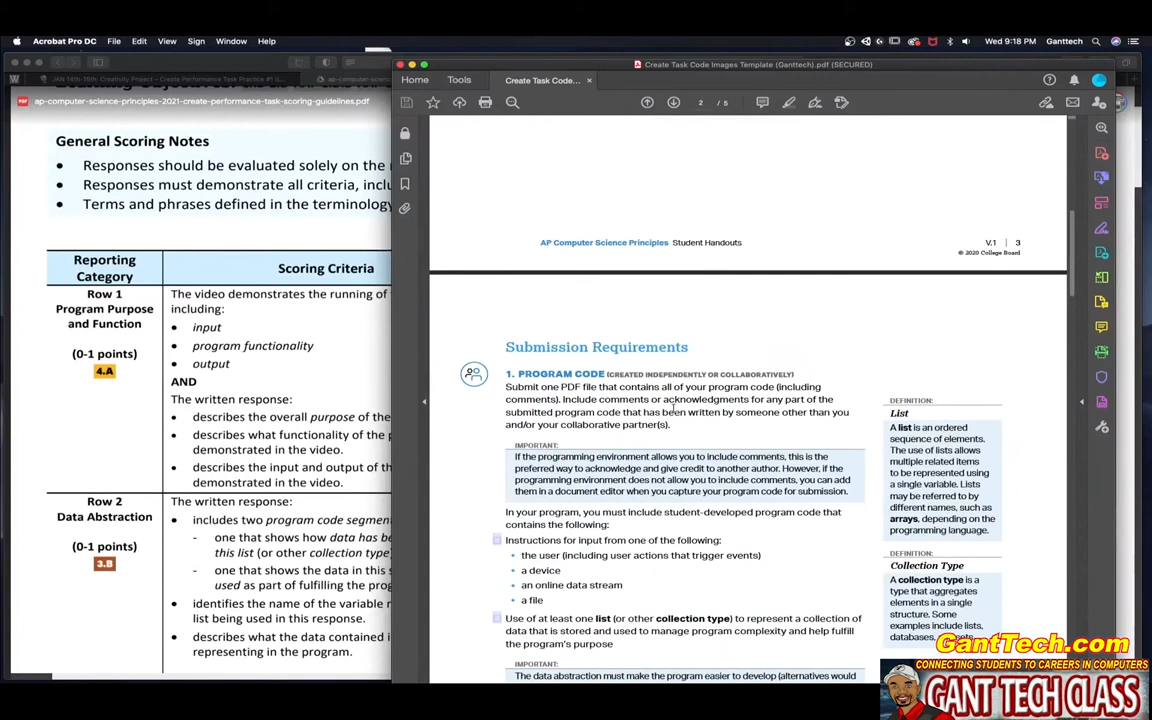 Acrobat Pro DC File Edit View Sign Window Help
Wed 9:18 PM Ganttech
JAN 14th-15th: Creativity Project – Create Performance Task Practice #1
Create Task Code Images Template (Ganttech).pdf (SECURED)
ap-computer-science-principles-2021-create-performance-task-scoring-guidelines.pdf
Home Tools Create Task Code... ×
2 / 5
General Scoring Notes
• Responses should be evaluated solely on the
• Responses must demonstrate all criteria, inclu
• Terms and phrases defined in the terminology
Reporting Category
Scoring Criteria
Row 1
Program Purpose
and Function
(0-1 points)
4.A
The video demonstrates the running of
including:
• input
• program functionality
• output
AND
The written response:
• describes the overall purpose of the
• describes what functionality of the p
demonstrated in the video.
• describes the input and output of the
demonstrated in the video.
Row 2
Data Abstraction
(0-1 points)
3.B
The written response:
• includes two program code segmen
- one that shows how data has be
this list (or other collection type)
- one that shows the data in this s
used as part of fulfilling the prog
• identifies the name of the variable r
list being used in this response.
• describes what the data contained i
representing in the program.
AP Computer Science Principles Student Handouts
V.1 | 3
© 2020 College Board
Submission Requirements
1. PROGRAM CODE (CREATED INDEPENDENTLY OR COLLABORATIVELY)
Submit one PDF file that contains all of your program code (including
comments). Include comments or acknowledgments for any part of the
submitted program code that has been written by someone other than you
and/or your collaborative partner(s).
IMPORTANT:
If the programming environment allows you to include comments, this is the
preferred way to acknowledge and give credit to another author. However, if the
programming environment does not allow you to include comments, you can add
them in a document editor when you capture your program code for submission.
In your program, you must include student-developed program code that
contains the following:
Instructions for input from one of the following:
• the user (including user actions that trigger events)
• a device
• an online data stream
• a file
Use of at least one list (or other collection type) to represent a collection of
data that is stored and used to manage program complexity and help fulfill
the program's purpose
IMPORTANT:
The data abstraction must make the program easier to develop (alternatives would
DEFINITION:
List
A list is an ordered
sequence of elements.
The use of lists allows
multiple related items
to be represented using
a single variable. Lists
may be referred to by
different names, such as
arrays, depending on the
programming language.
DEFINITION:
Collection Type
A collection type is a
type that aggregates
elements in a single
structure. Some
examples include lists,
databases,
GantTech.com
CONNECTING STUDENTS TO CAREERS IN COMPUTERS
GANT TECH CLASS